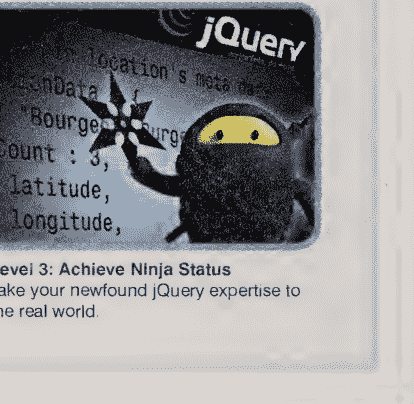 jQuery
location's meta
onData
"Bourge
Count : 3,
latitude,
longitude,
evel 3: Achieve Ninja Status
ake your newfound jQuery expertise to
he real world.